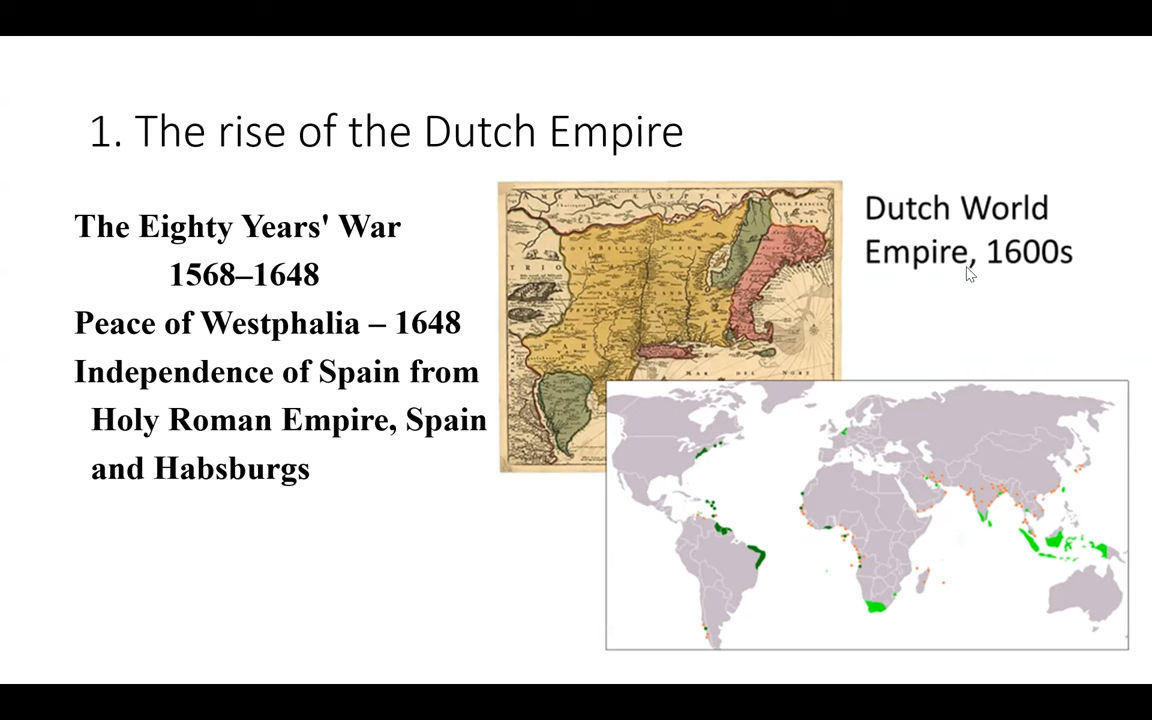 1. The rise of the Dutch Empire
The Eighty Years' War
1568–1648
Peace of Westphalia – 1648
Independence of Spain from
Holy Roman Empire, Spain
and Habsburgs
Dutch World
Empire, 1600s